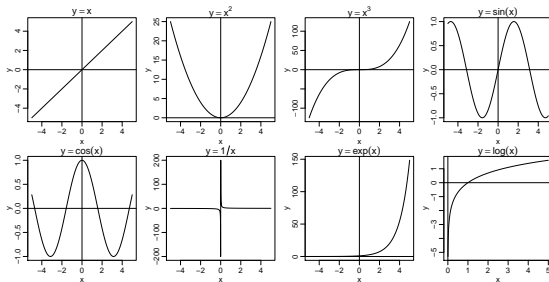 y = x
y
−4 −2 0 2 4
−4 −2 0 2 4
x
y = x²
y
0 5 10 15 20 25
−4 −2 0 2 4
x
y = x³
y
−100 −50 0 50 100
−4 −2 0 2 4
x
y = sin(x)
y
−1.0 −0.5 0.0 0.5 1.0
−4 −2 0 2 4
x
y = cos(x)
y
−1.0 −0.5 0.0 0.5 1.0
−4 −2 0 2 4
x
y = 1/x
y
−200 −100 0 100 200
−4 −2 0 2 4
x
y = exp(x)
y
0 50 100 150
−4 −2 0 2 4
x
y = log(x)
y
−5 −4 −3 −2 −1 0 1
0 1 2 3 4 5
x